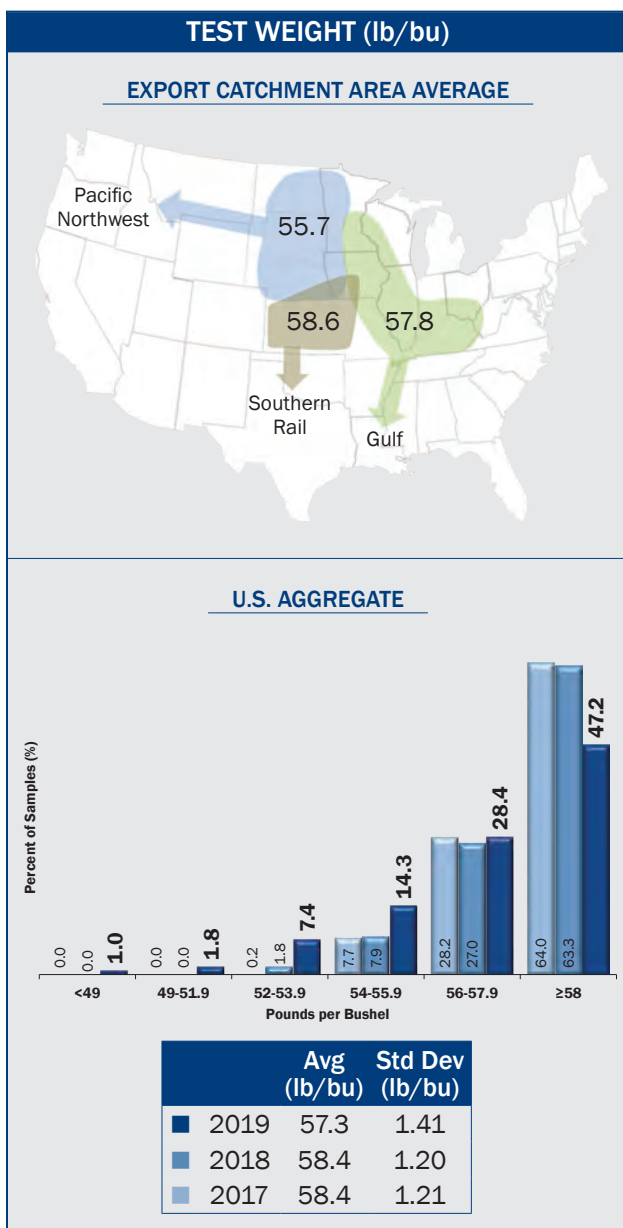 TEST WEIGHT (lb/bu)
EXPORT CATCHMENT AREA AVERAGE
Pacific
Northwest
55.7
58.6
57.8
Southern
Rail
Gulf
U.S. AGGREGATE
Percent of Samples (%)
0.0 0.0 1.0
0.0 0.0 1.8
0.2 1.8 7.4
7.7 7.9 14.3
28.2 27.0 28.4
64.0 63.3 47.2
<49 49-51.9 52-53.9 54-55.9 56-57.9 ≥58
Pounds per Bushel
Avg Std Dev
(lb/bu) (lb/bu)
2019 57.3 1.41
2018 58.4 1.20
2017 58.4 1.21